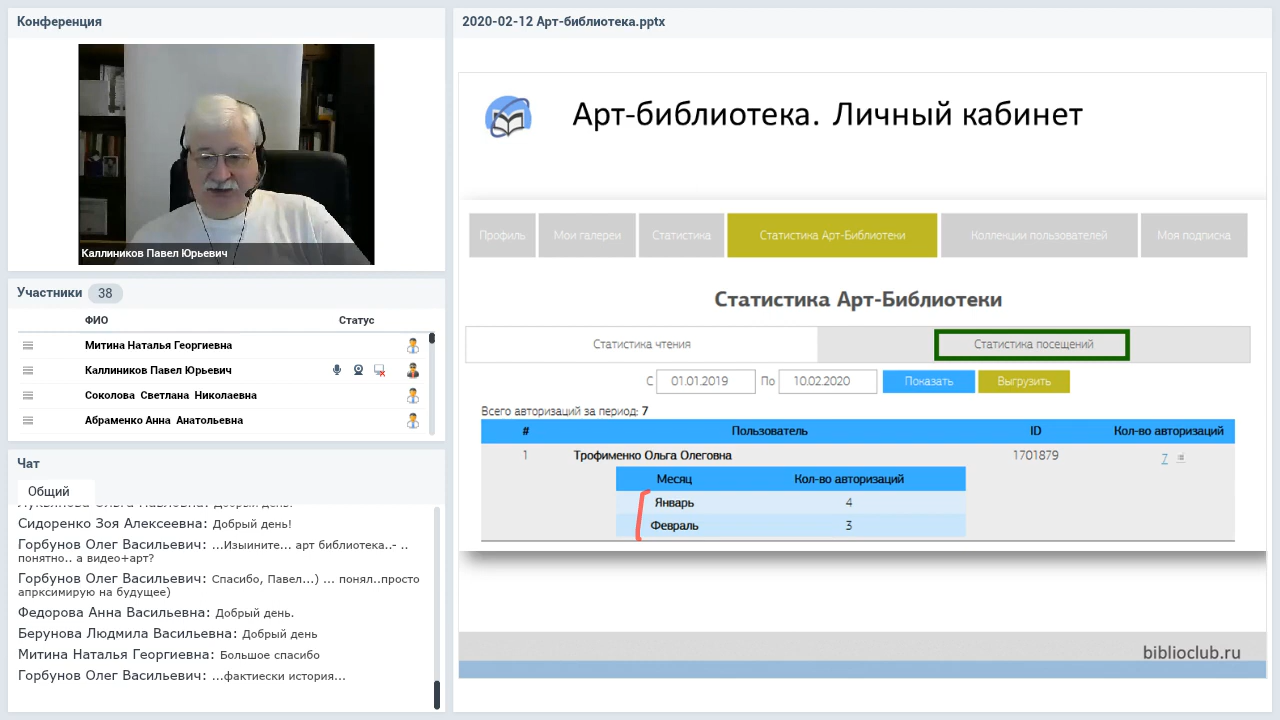 Конференция
Каллиников Павел Юрьевич
Участники 38
ФИО Статус
Митина Наталья Георгиевна
Каллиников Павел Юрьевич
Соколова Светлана Николаевна
Абраменко Анна Анатольевна
Чат
Общий
Сидоренко Зоя Алексеевна: Добрый день!
Горбунов Олег Васильевич: ...Изыините... арт библиотека..- ..
понятно.. а видео+арт?
Горбунов Олег Васильевич: Спасибо, Павел...) ... понял..просто
апрксимирую на будущее)
Федорова Анна Васильевна: Добрый день.
Берунова Людмила Васильевна: Добрый день
Митина Наталья Георгиевна: Большое спасибо
Горбунов Олег Васильевич: ...фактиески история...
2020-02-12 Арт-библиотека.pptx
Арт-библиотека. Личный кабинет
Профиль Мои галереи Статистика Статистика Арт-Библиотеки Коллекции пользователей Моя подписка
Статистика Арт-Библиотеки
Статистика чтения Статистика посещений
С 01.01.2019 По 10.02.2020 Показать Выгрузить
Всего авторизаций за период: 7
# Пользователь ID Кол-во авторизаций
1 Трофименко Ольга Олеговна 1701879 7
Месяц Кол-во авторизаций
Январь 4
Февраль 3
biblioclub.ru